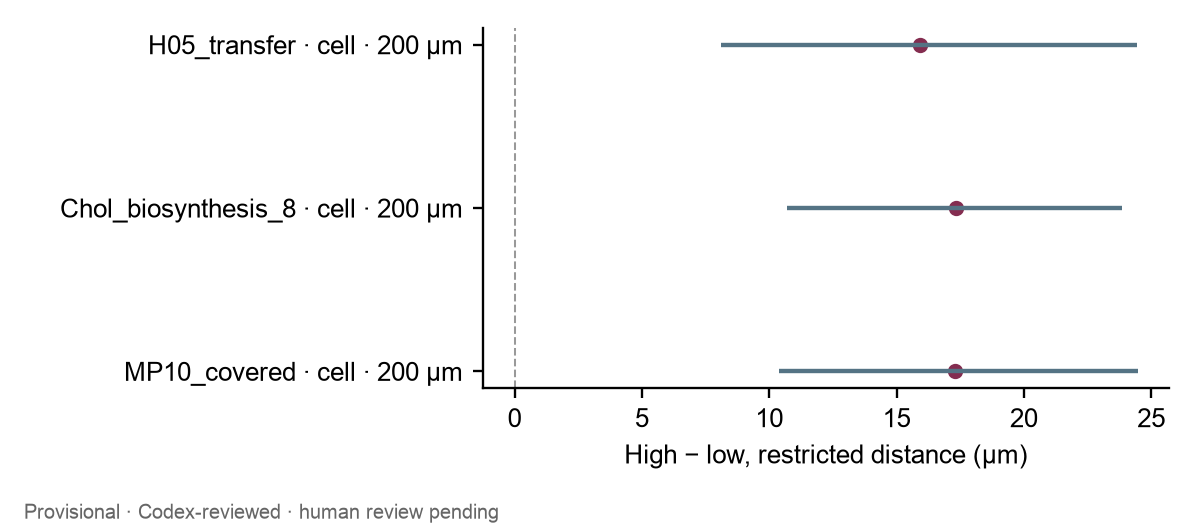 H05_transfer · cell · 200 µm
Chol_biosynthesis_8 · cell · 200 µm
MP10_covered · cell · 200 µm
0 5 10 15 20 25
High − low, restricted distance (µm)
Provisional · Codex-reviewed · human review pending